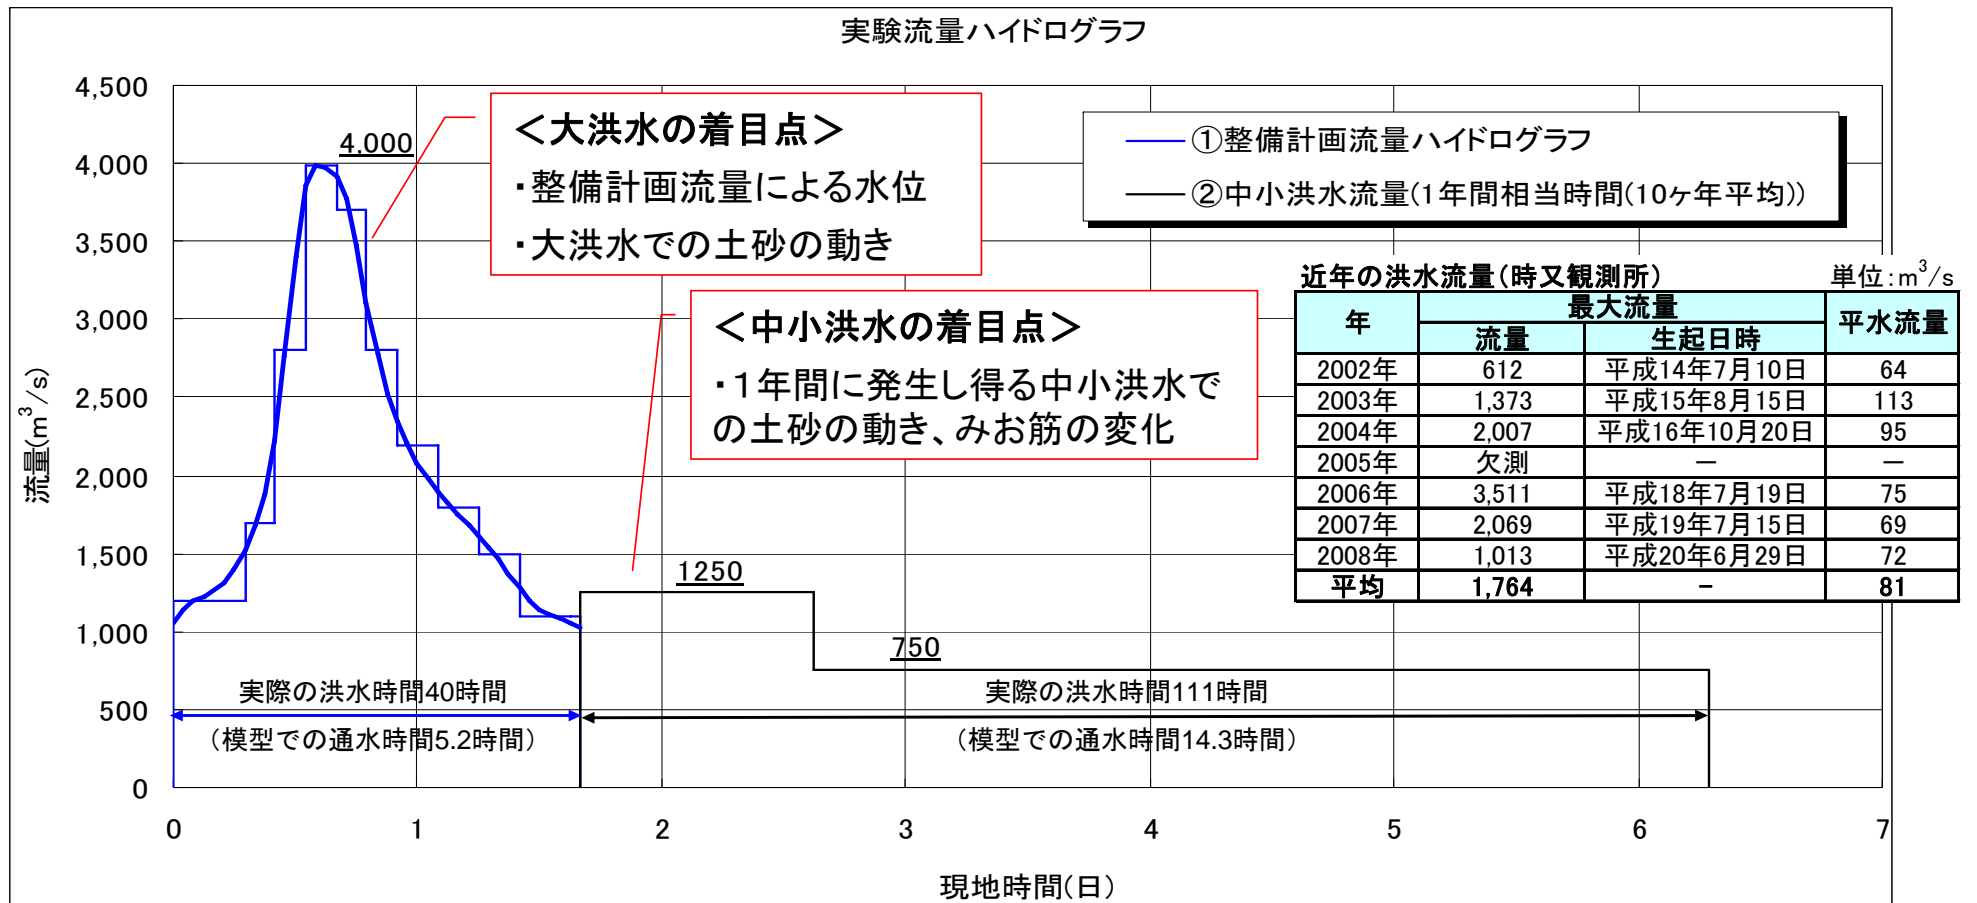 実験流量ハイドログラフ
4,500
4,000
3,500
3,000
2,500
2,000
1,500
1,000
500
0
流量(m³/s)
4,000
＜大洪水の着目点＞
・整備計画流量による水位
・大洪水での土砂の動き
①整備計画流量ハイドログラフ
②中小洪水流量(1年間相当時間(10ヶ年平均))
＜中小洪水の着目点＞
・１年間に発生し得る中小洪水で
の土砂の動き、みお筋の変化
近年の洪水流量（時又観測所） 単位：m³/s
年 最大流量 平水流量
流量 生起日時
2002年 612 平成14年7月10日 64
2003年 1,373 平成15年8月15日 113
2004年 2,007 平成16年10月20日 95
2005年 欠測 － －
2006年 3,511 平成18年7月19日 75
2007年 2,069 平成19年7月15日 69
2008年 1,013 平成20年6月29日 72
平均 1,764 － 81
1250
750
実際の洪水時間40時間
（模型での通水時間5.2時間）
実際の洪水時間111時間
（模型での通水時間14.3時間）
0 1 2 3 4 5 6 7
現地時間(日)